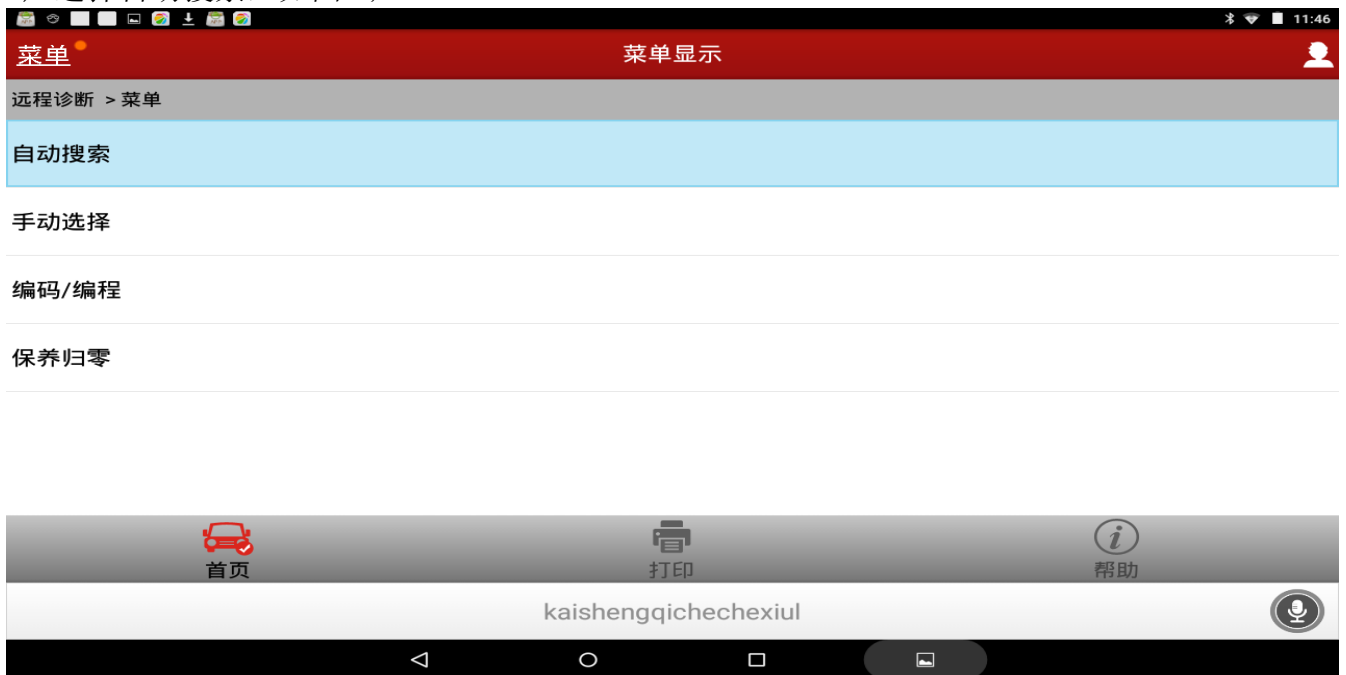 11:46
菜单
菜单显示
远程诊断 >菜单
自动搜索
手动选择
编码/编程
保养归零
首页
打印
帮助
kaishengqichechexiul